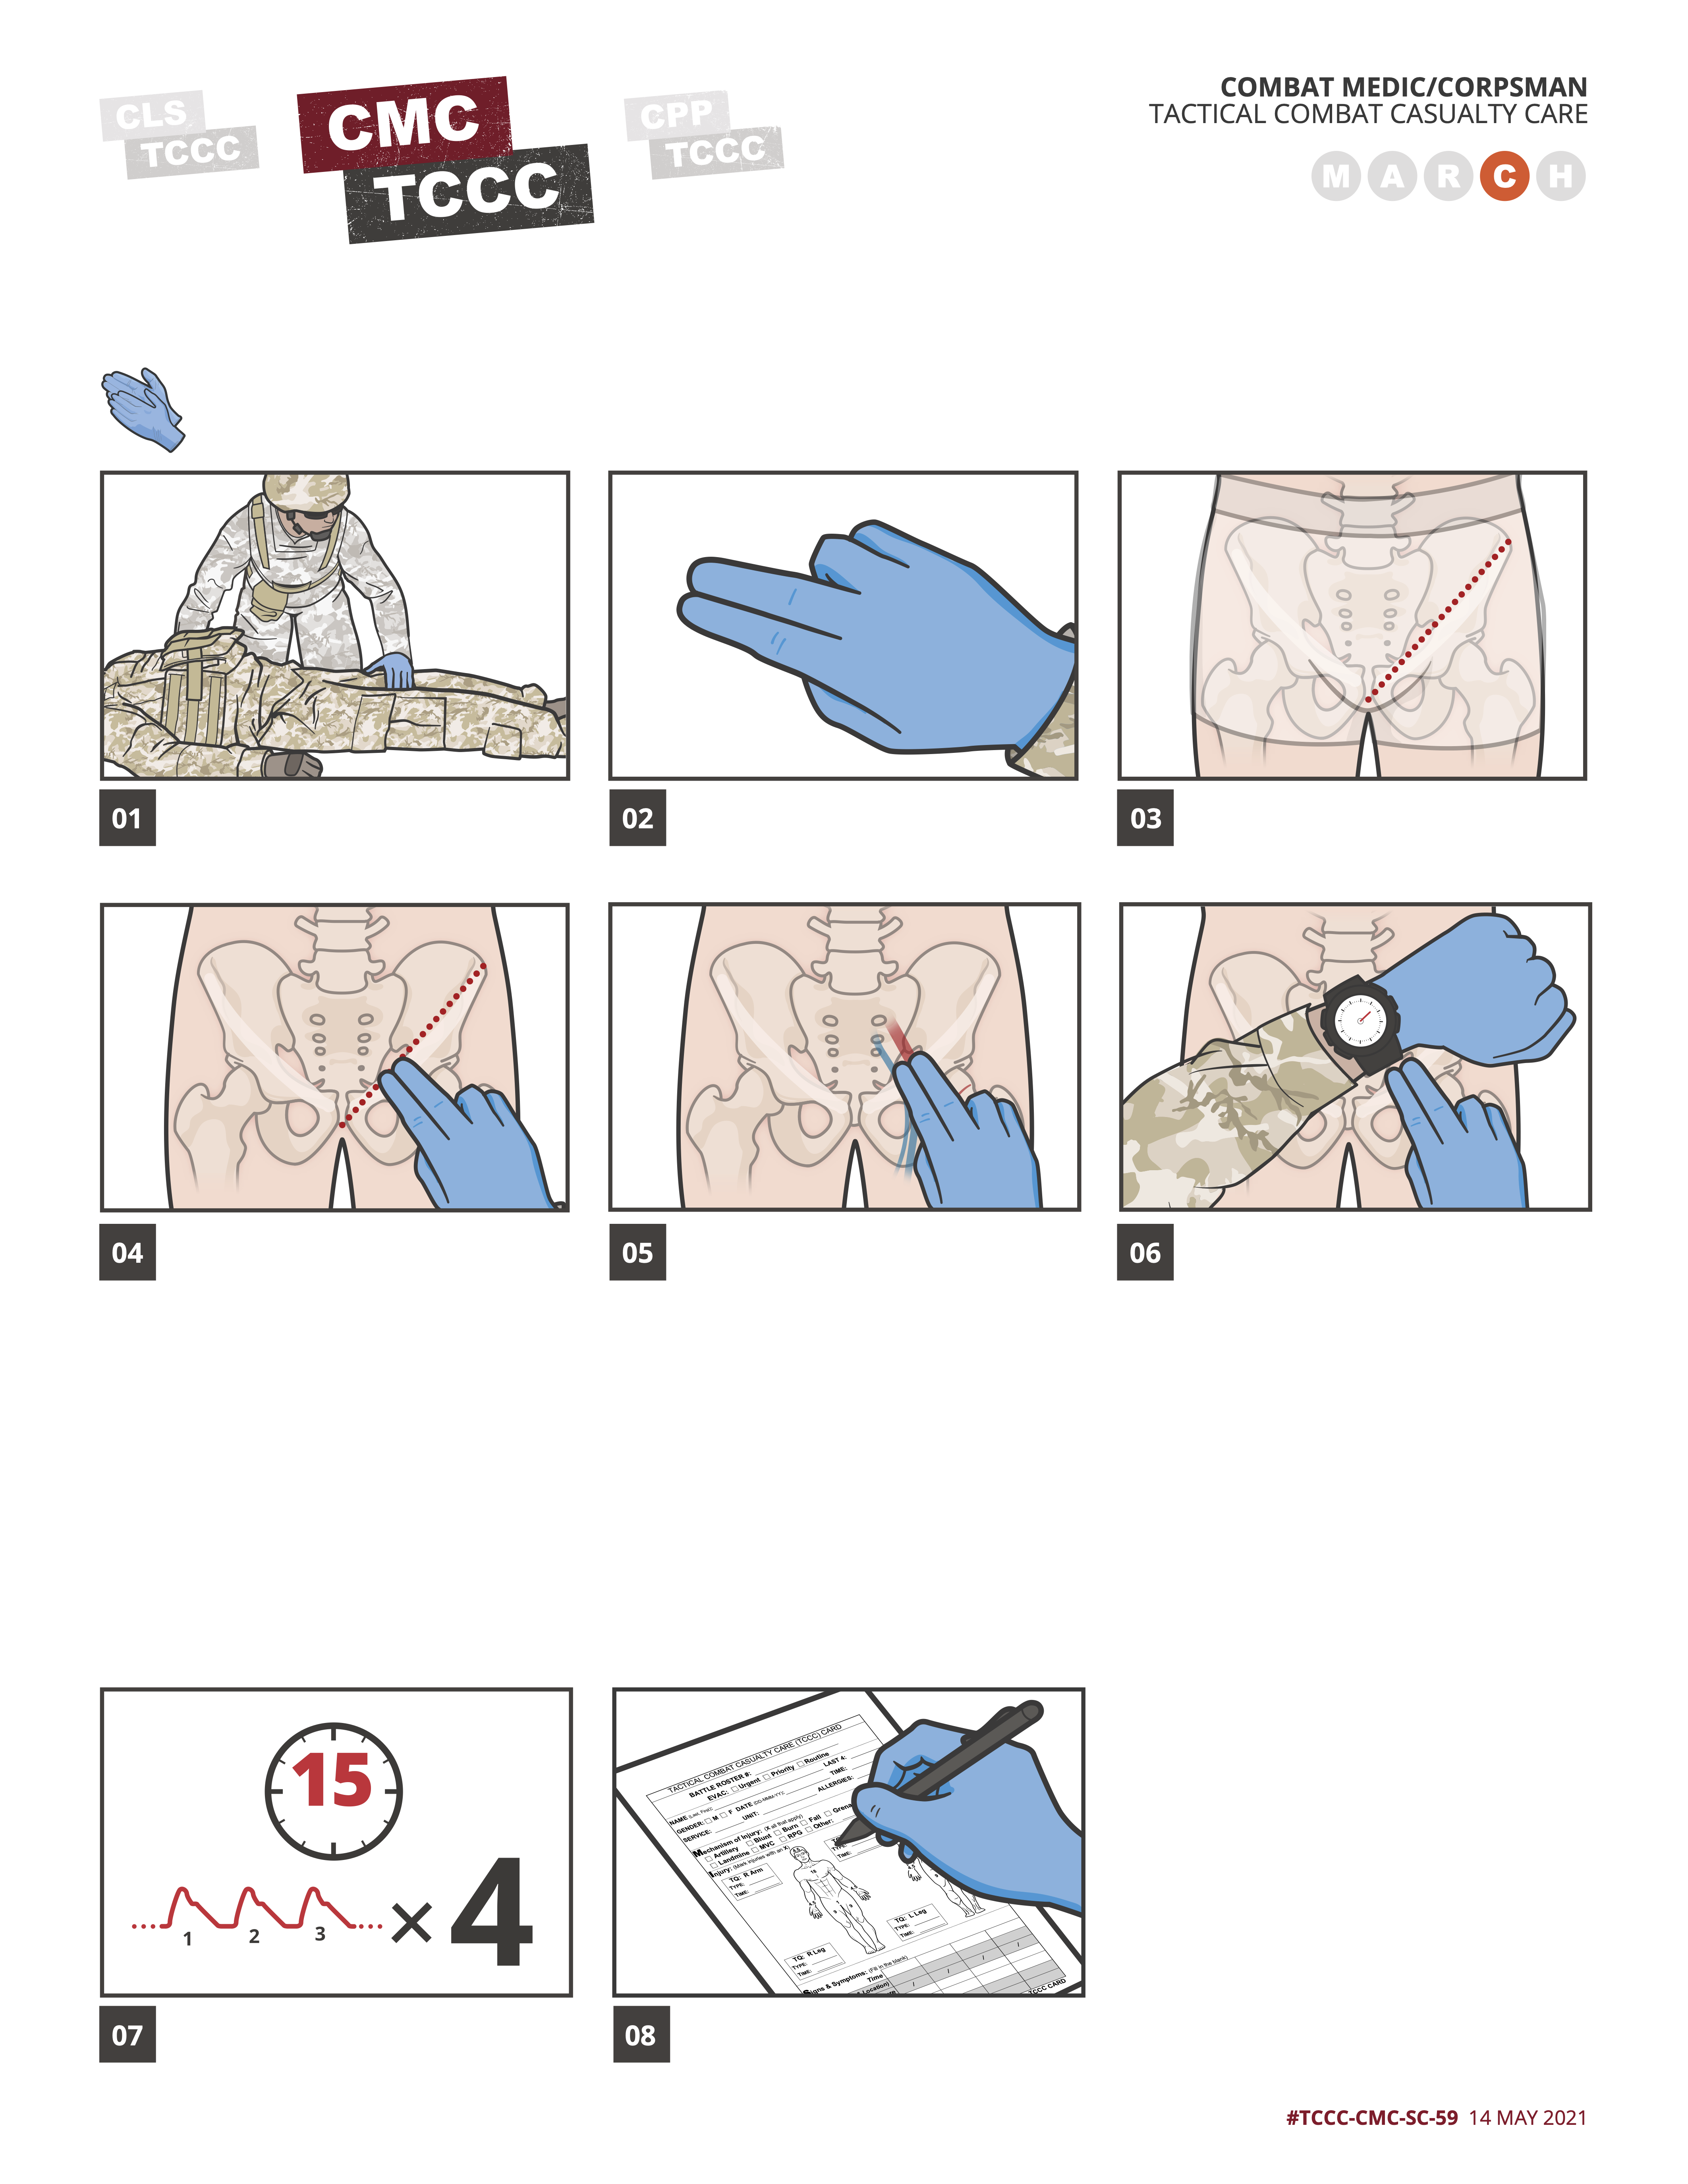 CLS
TCCC
CMC
TCCC
CPP
TCCC
COMBAT MEDIC/CORPSMAN
TACTICAL COMBAT CASUALTY CARE
M A R C H
01
02
03
04
05
06
15
1 2 3
× 4
07
TACTICAL COMBAT CASUALTY CARE (TCCC) CARD
BATTLE ROSTER #:
EVAC: Urgent Priority Routine
NAME (Last, First): LAST 4:
GENDER: M F DATE (DD-MMM-YY): TIME:
SERVICE: UNIT: ALLERGIES:
Mechanism of Injury: (X all that apply)
Artillery Blunt Burn Fall Grena
Landmine MVC RPG Other:
Injury: (Mark injuries with an X)
TQ: R Arm
TYPE:
TIME:
TYPE:
TIME:
TQ: L Leg
TYPE:
TIME:
TQ: R Leg
TYPE:
TIME:
Signs & Symptoms: (Fill in the blank)
Time
Location)
TCCC CARD
08
#TCCC-CMC-SC-59 14 MAY 2021